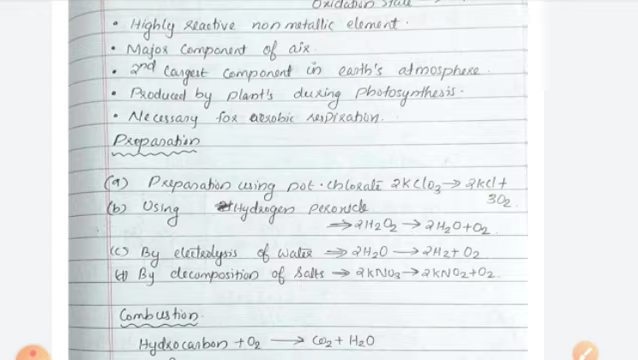 Oxidation State
• Highly reactive non metallic element.
• Major component of air
• 2nd largest component in earth's atmosphere.
• Produced by plant's during photosynthesis.
• Necessary for aerobic respiration.
Preparation
(a) Preparation using pot. chlorate 2KClO₃ → 2KCl +
3O₂
(b) Using Hydrogen peroxide
⇒ 2H₂O₂ → 2H₂O + O₂
(c) By electrolysis of water ⇒ 2H₂O → 2H₂ + O₂
(d) By decomposition of salts → 2KNO₃ → 2KNO₂ + O₂.
Combustion
Hydrocarbon + O₂ → CO₂ + H₂O